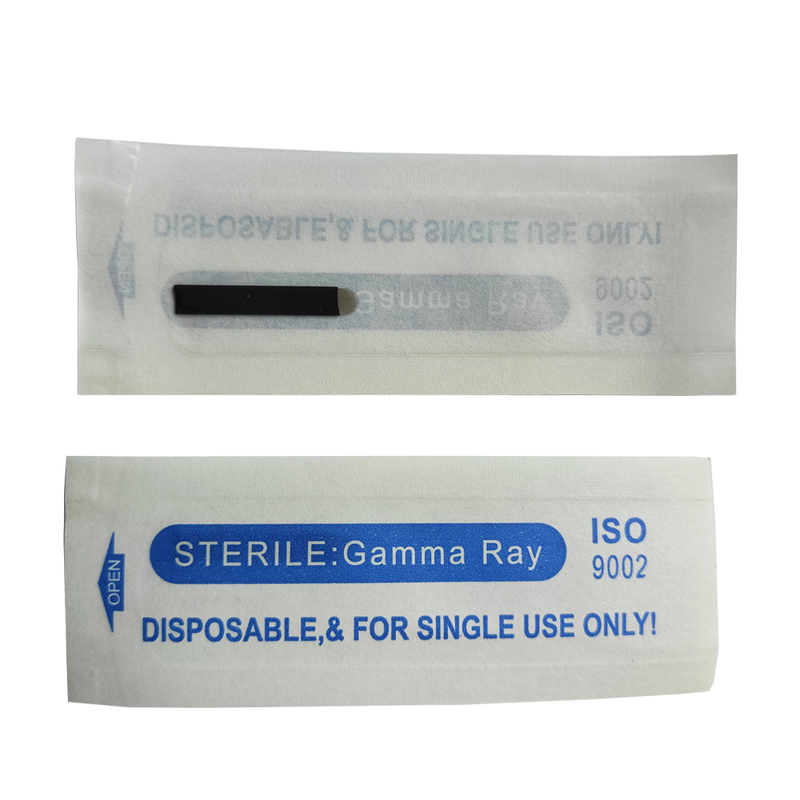 DISPOSABLE,& FOR SINGLE USE ONLY!
Gamma Ray
9002
ISO
OPEN
STERILE:Gamma Ray
ISO
9002
DISPOSABLE,& FOR SINGLE USE ONLY!